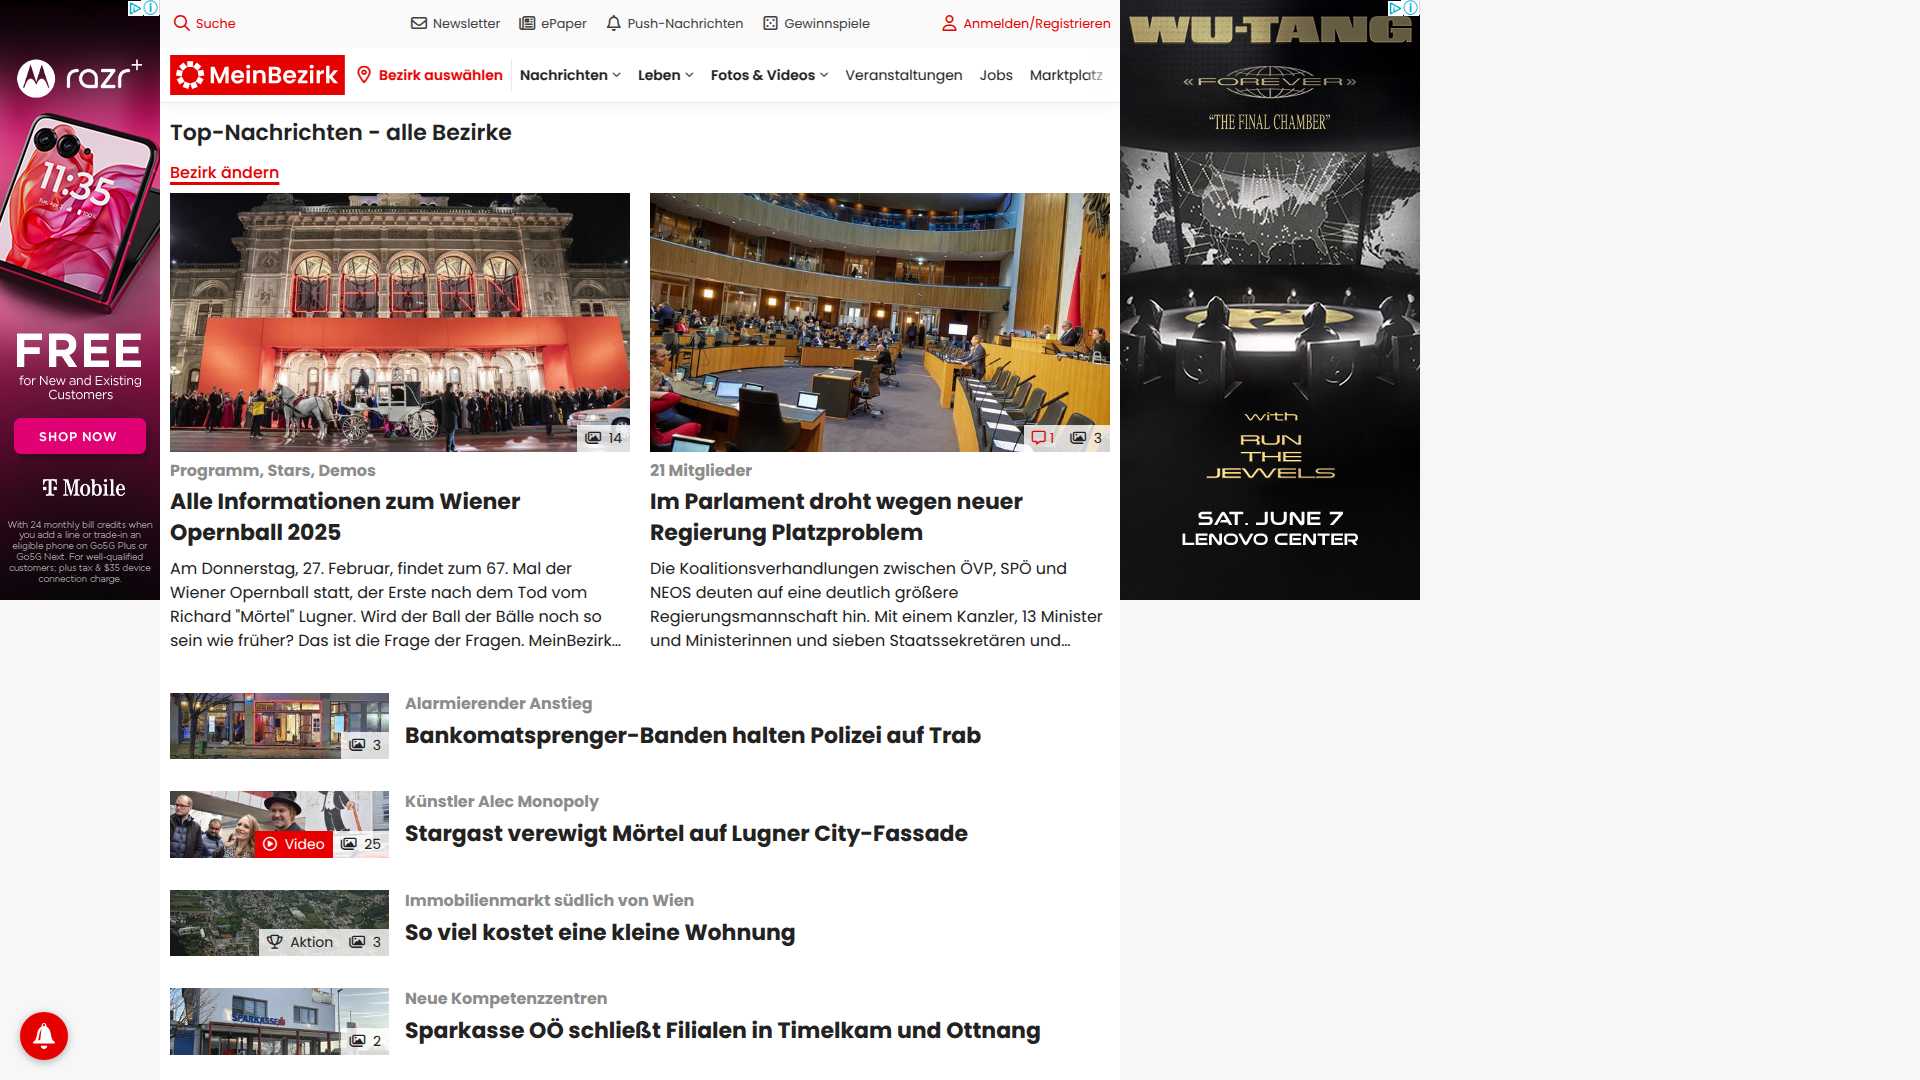 Suche
Newsletter
ePaper
Push-Nachrichten
Gewinnspiele
Anmelden/Registrieren
MeinBezirk
Bezirk auswählen
Nachrichten
Leben
Fotos & Videos
Veranstaltungen
Jobs
Marktplatz
razr+
11:35
FREE
for New and Existing
Customers
SHOP NOW
T Mobile
With 24 monthly bill credits when
you add a line or trade-in an
eligible phone on Go5G Plus or
Go5G Next. For well-qualified
customers; plus tax & $35 device
connection charge.
Top-Nachrichten - alle Bezirke
Bezirk ändern
14
Programm, Stars, Demos
Alle Informationen zum Wiener
Opernball 2025
Am Donnerstag, 27. Februar, findet zum 67. Mal der
Wiener Opernball statt, der Erste nach dem Tod vom
Richard "Mörtel" Lugner. Wird der Ball der Bälle noch so
sein wie früher? Das ist die Frage der Fragen. MeinBezirk...
1
3
21 Mitglieder
Im Parlament droht wegen neuer
Regierung Platzproblem
Die Koalitionsverhandlungen zwischen ÖVP, SPÖ und
NEOS deuten auf eine deutlich größere
Regierungsmannschaft hin. Mit einem Kanzler, 13 Minister
und Ministerinnen und sieben Staatssekretären und...
3
Alarmierender Anstieg
Bankomatsprenger-Banden halten Polizei auf Trab
Video
25
Künstler Alec Monopoly
Stargast verewigt Mörtel auf Lugner City-Fassade
Aktion
3
Immobilienmarkt südlich von Wien
So viel kostet eine kleine Wohnung
SPARKASSE
2
Neue Kompetenzzentren
Sparkasse OÖ schließt Filialen in Timelkam und Ottnang
WU-TANG
«FOREVER»
"THE FINAL CHAMBER"
with
RUN
THE
JEWELS
SAT. JUNE 7
LENOVO CENTER